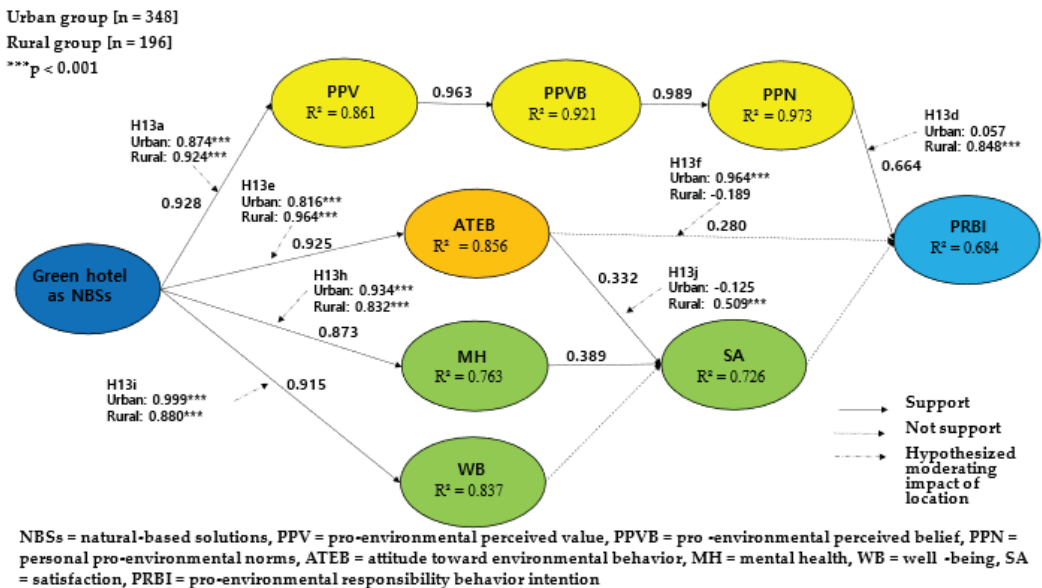 Urban group [n = 348]
Rural group [n = 196]
***p < 0.001
PPV
R² = 0.861
0.963
PPVB
R² = 0.921
0.989
PPN
R² = 0.973
H13a
Urban: 0.874***
Rural: 0.924***
H13d
Urban: 0.057
Rural: 0.848***
0.928
H13e
Urban: 0.816***
Rural: 0.964***
H13f
Urban: 0.964***
Rural: -0.189
0.664
0.925
ATEB
R² = 0.856
0.280
PRBI
R² = 0.684
Green hotel
as NBSs
H13h
Urban: 0.934***
Rural: 0.832***
0.332
H13j
Urban: -0.125
Rural: 0.509***
0.873
MH
R² = 0.763
0.389
SA
R² = 0.726
H13i
Urban: 0.999***
Rural: 0.880***
0.915
WB
R² = 0.837
Support
Not support
Hypothesized
moderating
impact of
location
NBSs = natural-based solutions, PPV = pro-environmental perceived value, PPVB = pro -environmental perceived belief, PPN =
personal pro-environmental norms, ATEB = attitude toward environmental behavior, MH = mental health, WB = well -being, SA
= satisfaction, PRBI = pro-environmental responsibility behavior intention